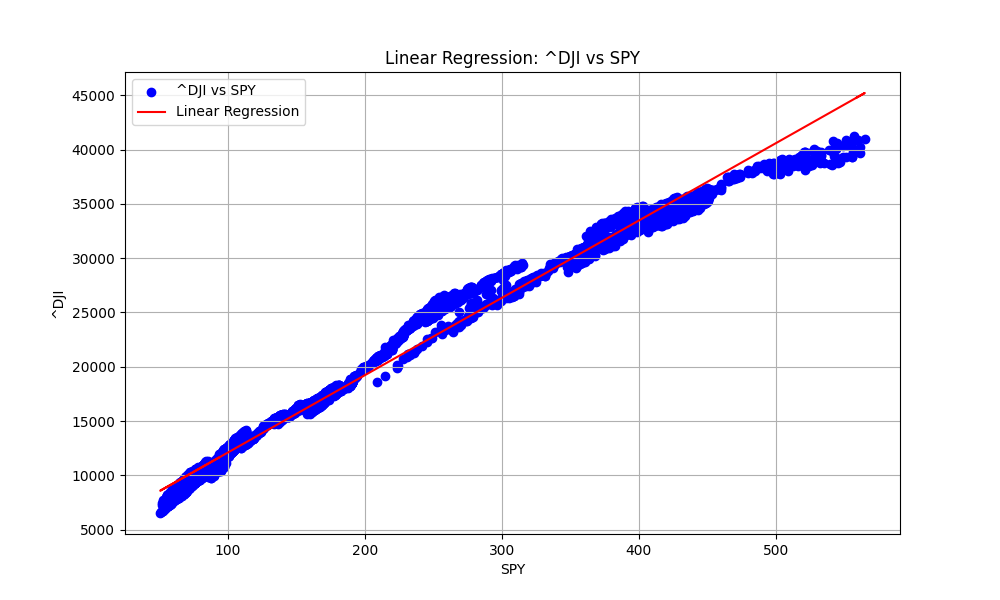 Linear Regression: ^DJI vs SPY
^DJI vs SPY
Linear Regression
45000
40000
35000
30000
25000
20000
15000
10000
5000
^DJI
100 200 300 400 500
SPY